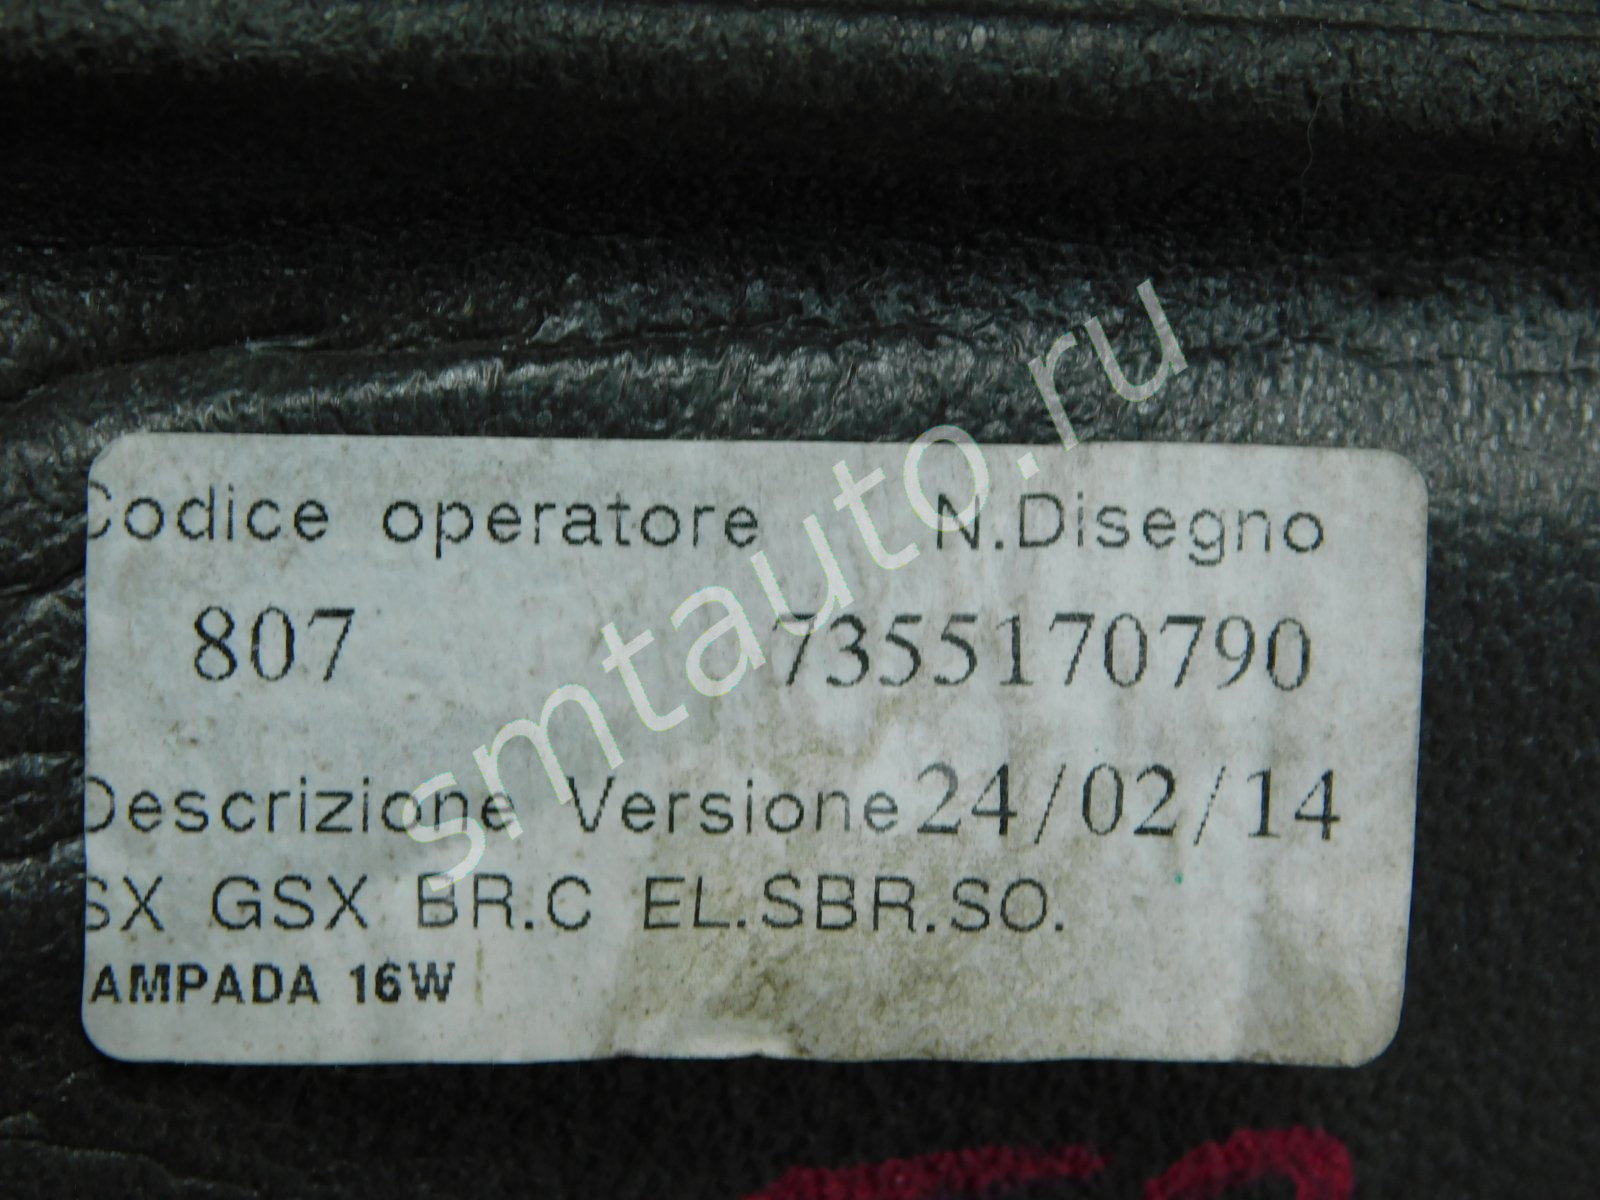 Codice operatore N.Disegno
807 7355170790
Descrizione Versione 24/02/14
SX GSX BR.C EL.SBR.SO.
AMPADA 16W
smtauto.ru